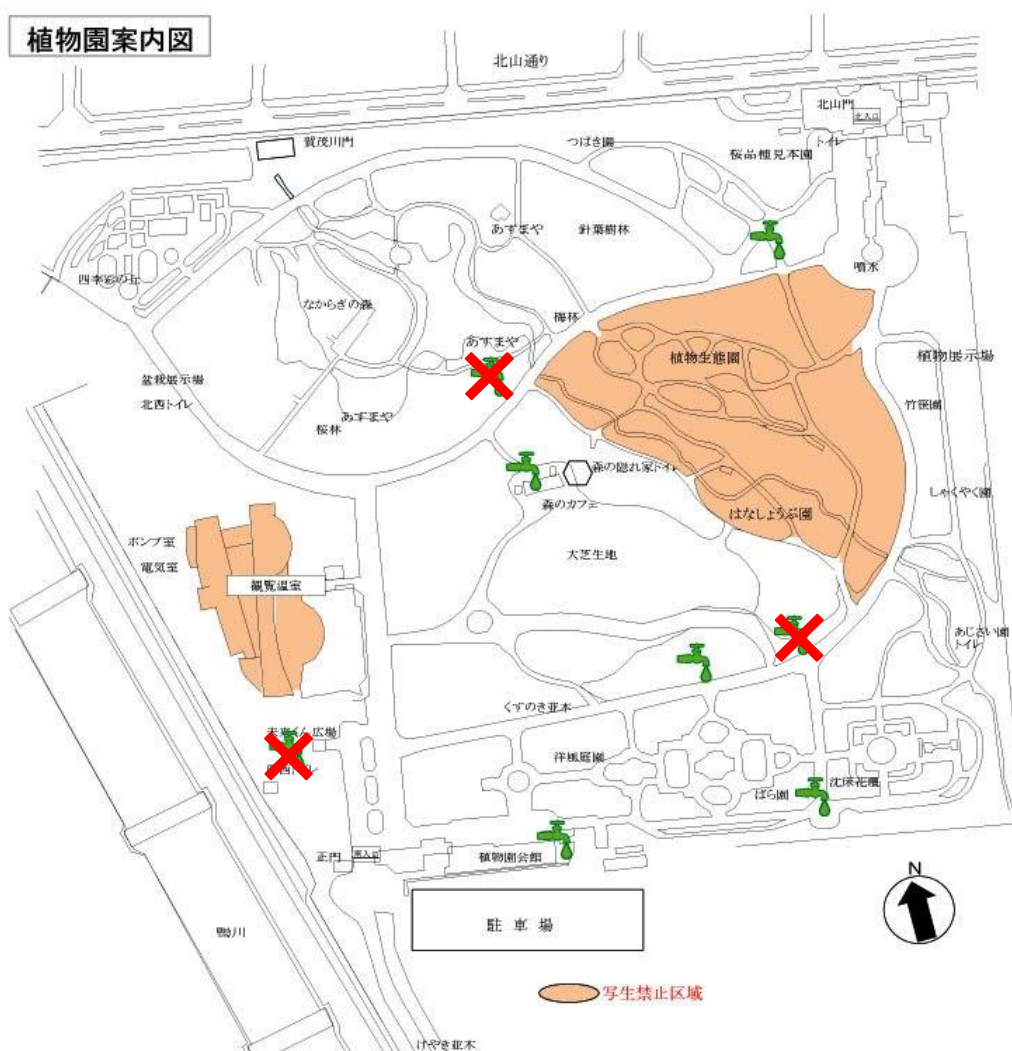 植物園案内図
北山通り
北山門
北入口
賀茂川門
つばき園
トイレ
桜品種見本園
あずまや
針葉樹林
噴水
四季彩の丘
なからぎの森
梅林
あずまや
植物生態園
植物展示場
盆栽展示場
北西トイレ
竹笹園
あずまや
桜林
森の隠れ家トイレ
しゃくやく園
森のカフェ
はなしょうぶ園
ポンプ室
大芝生地
電気室
観覧温室
あじさい園
トイレ
くすのき並木
未来くん広場
洋風庭園
沈床花壇
ばら園
正門
南入口
植物園会館
駐車場
鴨川
N
写生禁止区域
けやき並木